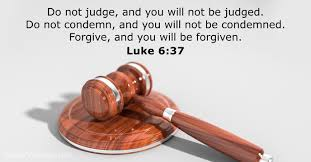 Do not judge, and you will not be judged.
Do not condemn, and you will not be condemned.
Forgive, and you will be forgiven.
Luke 6:37